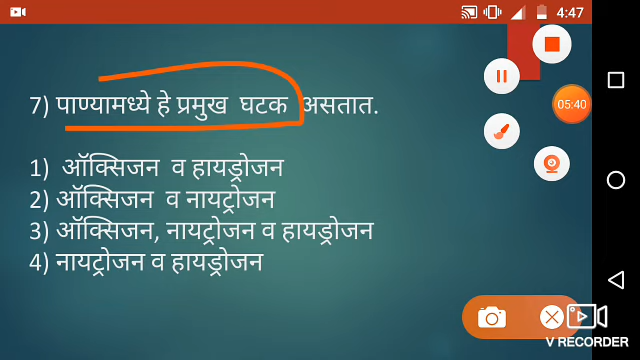 4:47
05:40
7) पाण्यामध्ये हे प्रमुख घटक असतात.
1) ऑक्सिजन व हायड्रोजन
2) ऑक्सिजन व नायट्रोजन
3) ऑक्सिजन, नायट्रोजन व हायड्रोजन
4) नायट्रोजन व हायड्रोजन
V RECORDER